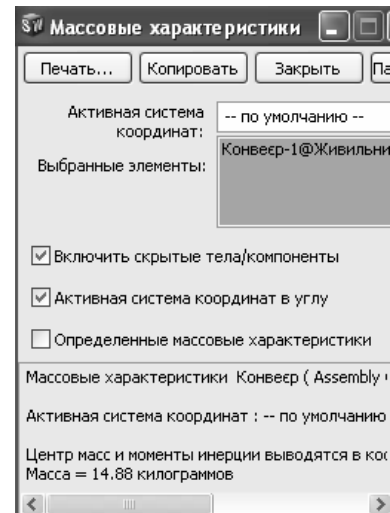 Массовые характеристики
Печать... Копировать Закрыть
Активная система координат: -- по умолчанию --
Выбранные элементы: Конвеєр-1@Живильни
Включить скрытые тела/компоненты
Активная система координат в углу
Определенные массовые характеристики
Массовые характеристики Конвеєр ( Assembly
Активная система координат : -- по умолчанию
Центр масс и моменты инерции выводятся в
Масса = 14.88 килограммов